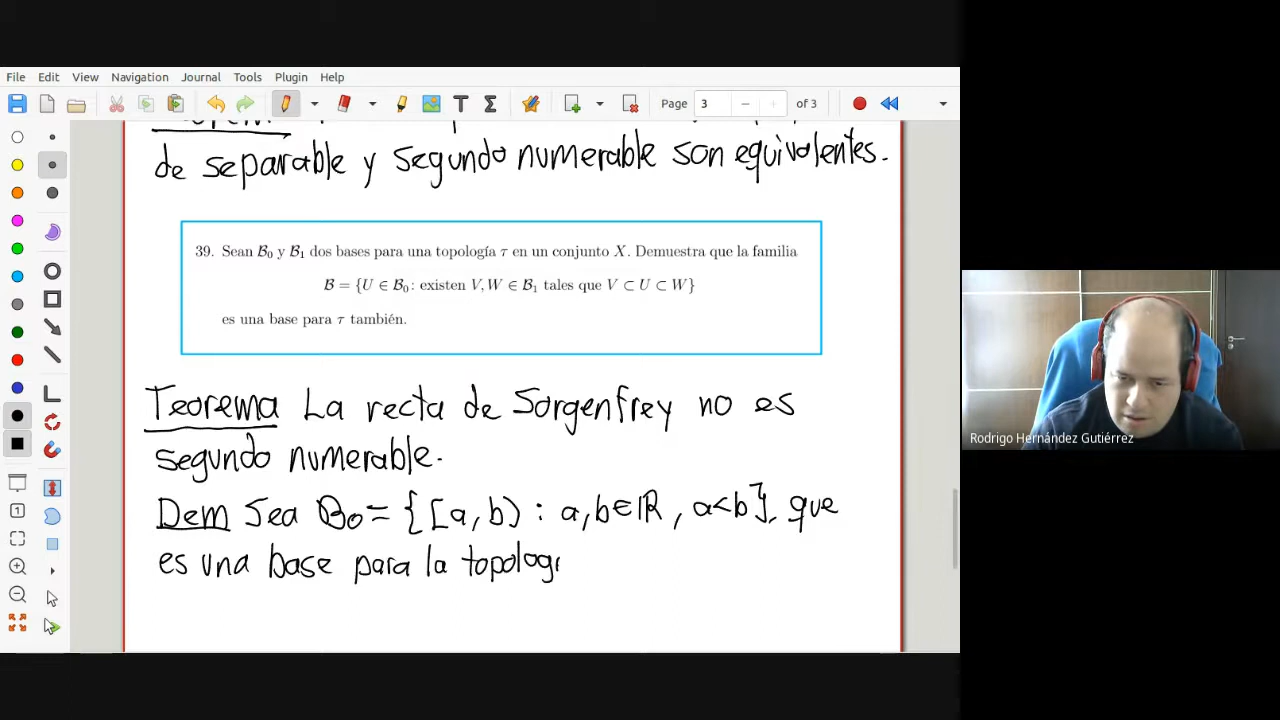 File Edit View Navigation Journal Tools Plugin Help
Page 3 of 3
de separable y segundo numerable son equivalentes.
39. Sean B₀ y B₁ dos bases para una topología τ en un conjunto X. Demuestra que la familia
B = {U ∈ B₀: existen V, W ∈ B₁ tales que V ⊂ U ⊂ W}
es una base para τ también.
Teorema La recta de Sorgenfrey no es
segundo numerable.
Dem Sea B₀ = {[a, b) : a, b ∈ ℝ, a < b}, que
es una base para la topologí
Rodrigo Hernández Gutiérrez